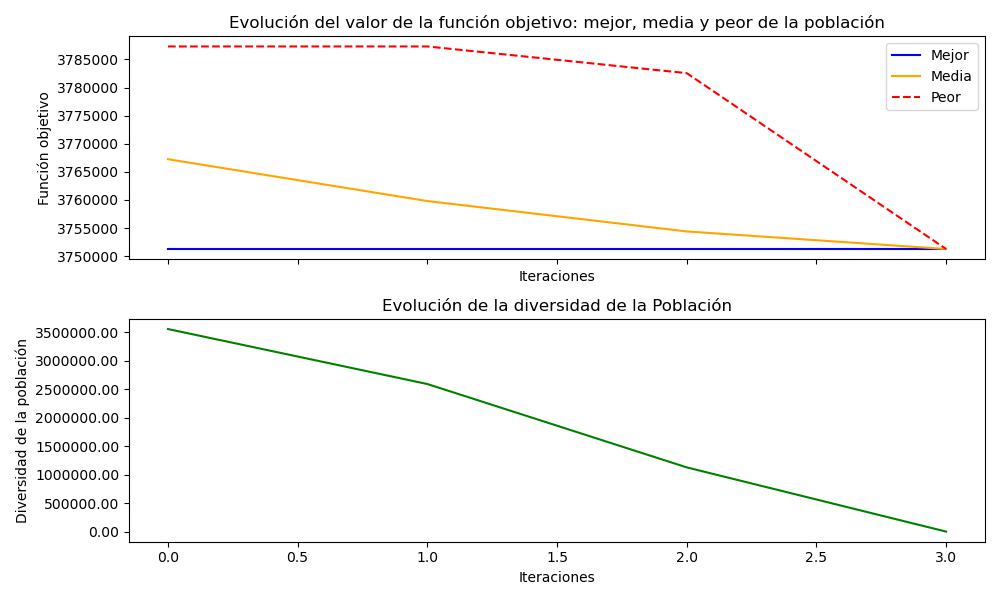 Evolución del valor de la función objetivo: mejor, media y peor de la población
Función objetivo
3785000
3780000
3775000
3770000
3765000
3760000
3755000
3750000
Mejor
Media
Peor
Iteraciones
Evolución de la diversidad de la Población
Diversidad de la población
3500000.00
3000000.00
2500000.00
2000000.00
1500000.00
1000000.00
500000.00
0.00
0.0 0.5 1.0 1.5 2.0 2.5 3.0
Iteraciones